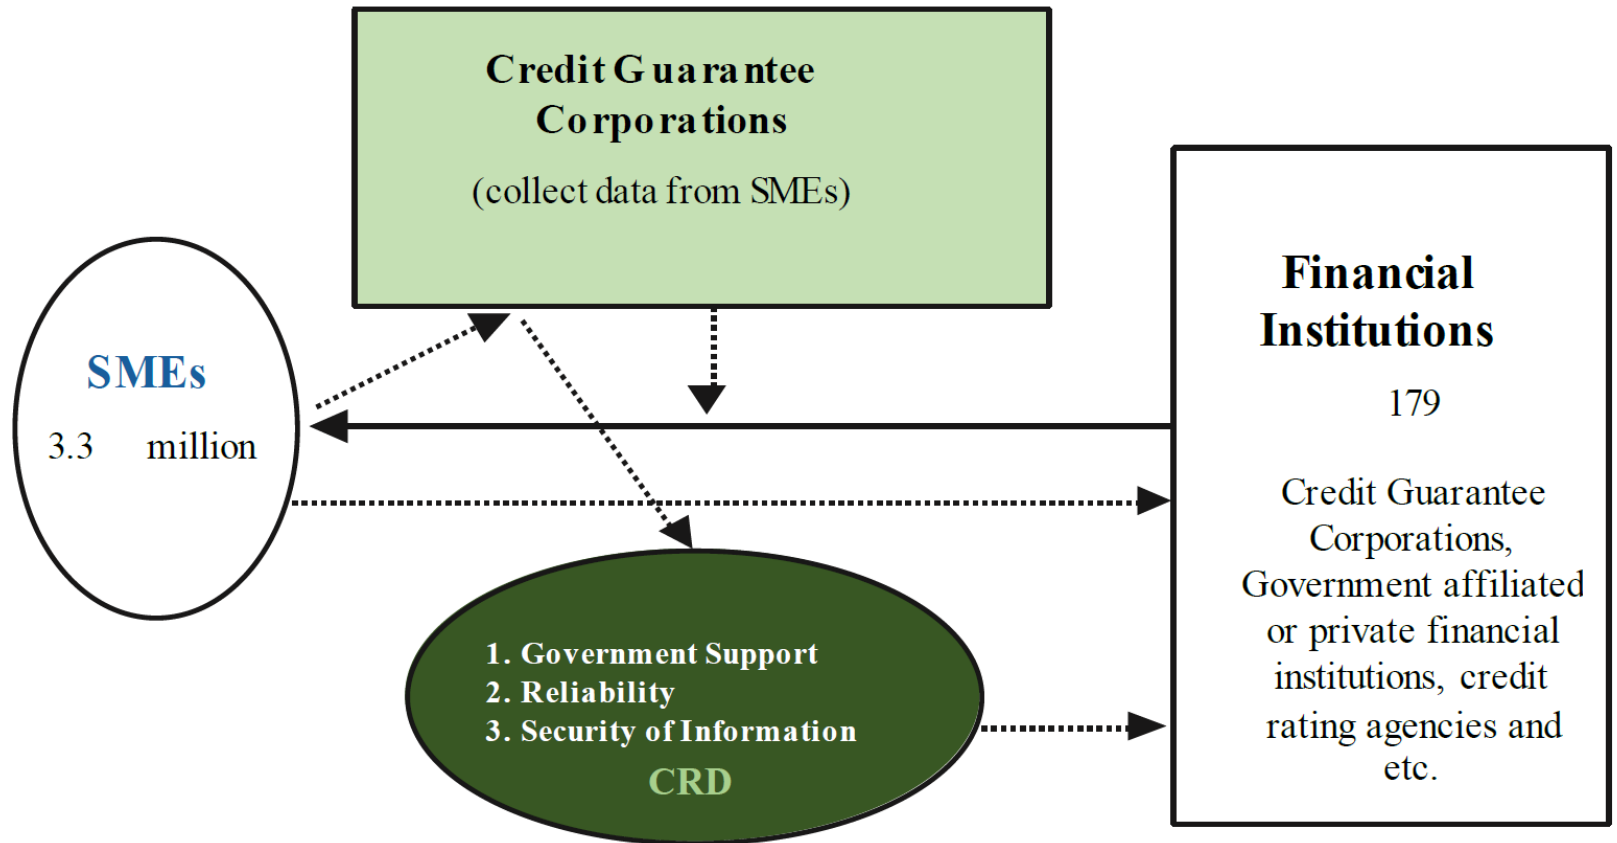 Credit Guarantee
Corporations
(collect data from SMEs)
SMEs
3.3 million
Financial
Institutions
179
Credit Guarantee
Corporations,
Government affiliated
or private financial
institutions, credit
rating agencies and
etc.
1. Government Support
2. Reliability
3. Security of Information
CRD